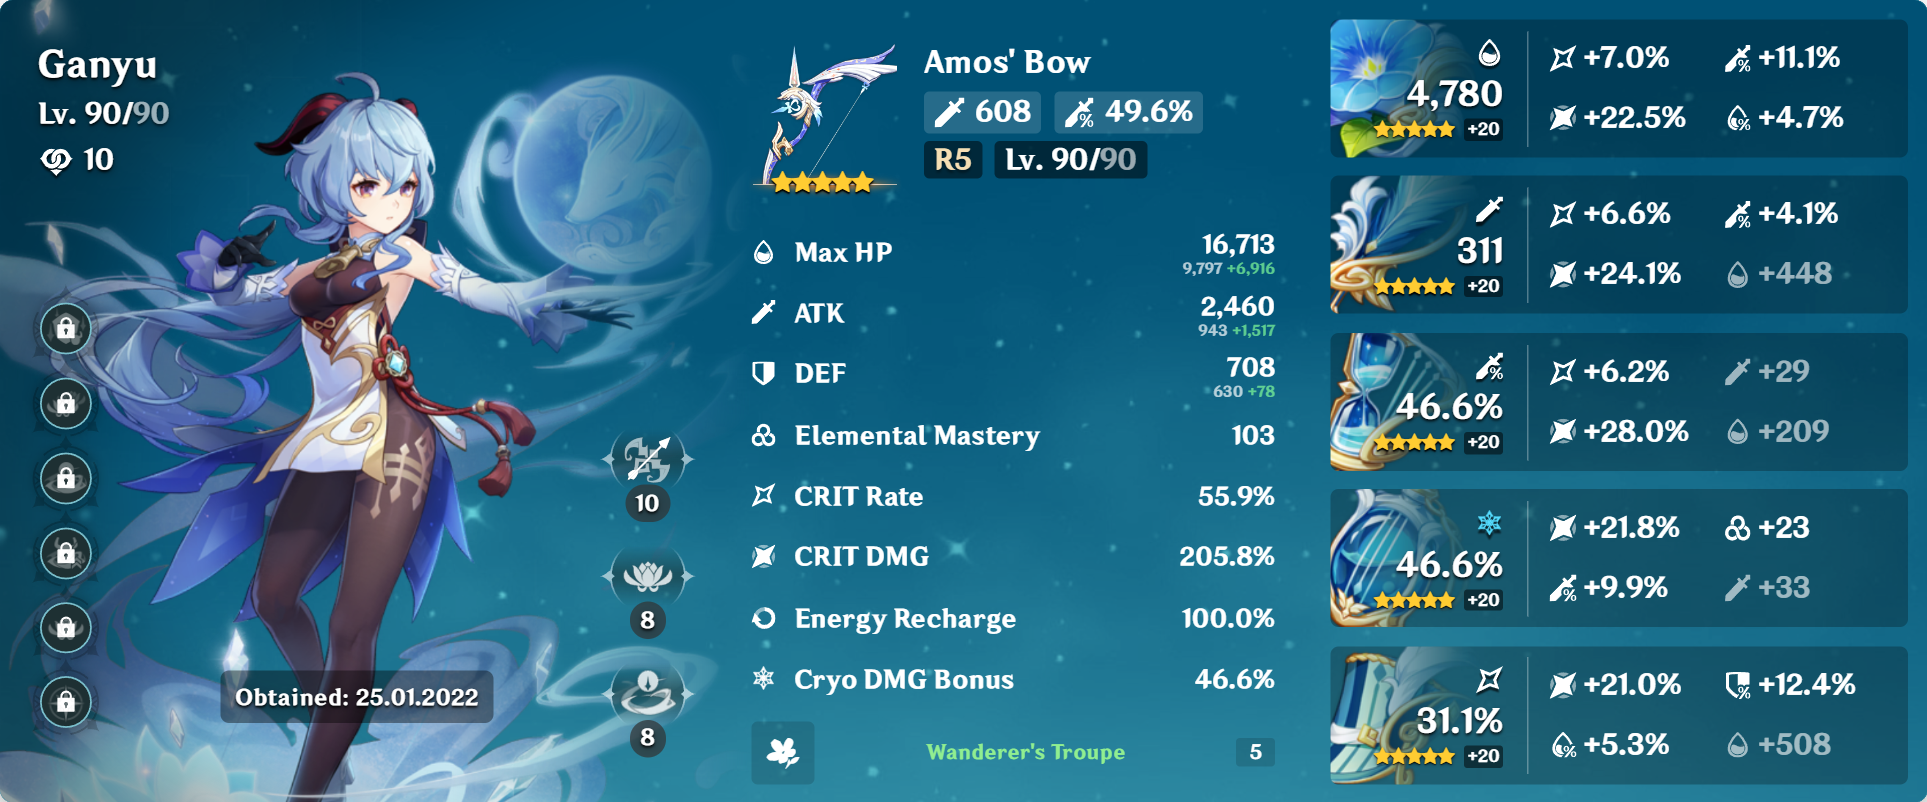 Ganyu
Lv. 90/90
10
Obtained: 25.01.2022
10
8
8
Amos' Bow
608 49.6%
R5 Lv. 90/90
Max HP 16,713
9,797 +6,916
ATK 2,460
943 +1,517
DEF 708
630 +78
Elemental Mastery 103
CRIT Rate 55.9%
CRIT DMG 205.8%
Energy Recharge 100.0%
Cryo DMG Bonus 46.6%
Wanderer's Troupe 5
4,780
+20
+7.0% +11.1%
+22.5% +4.7%
311
+20
+6.6% +4.1%
+24.1% +448
46.6%
+20
+6.2% +29
+28.0% +209
46.6%
+20
+21.8% +23
+9.9% +33
31.1%
+20
+21.0% +12.4%
+5.3% +508